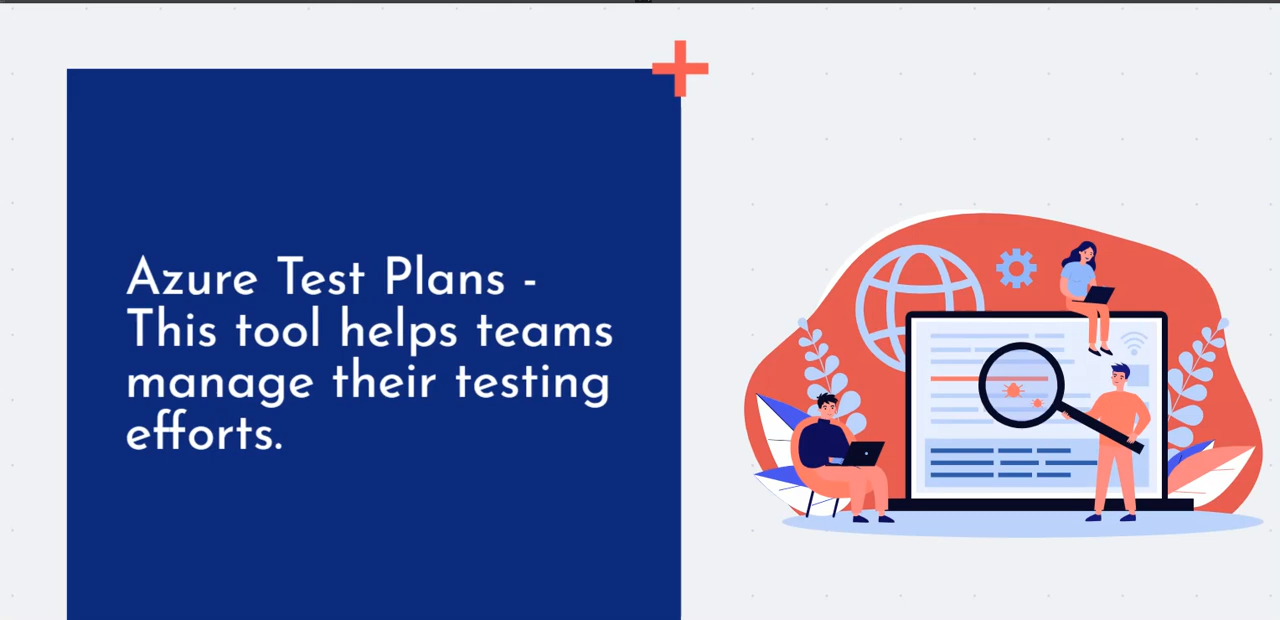 Azure Test Plans -
This tool helps teams
manage their testing
efforts.